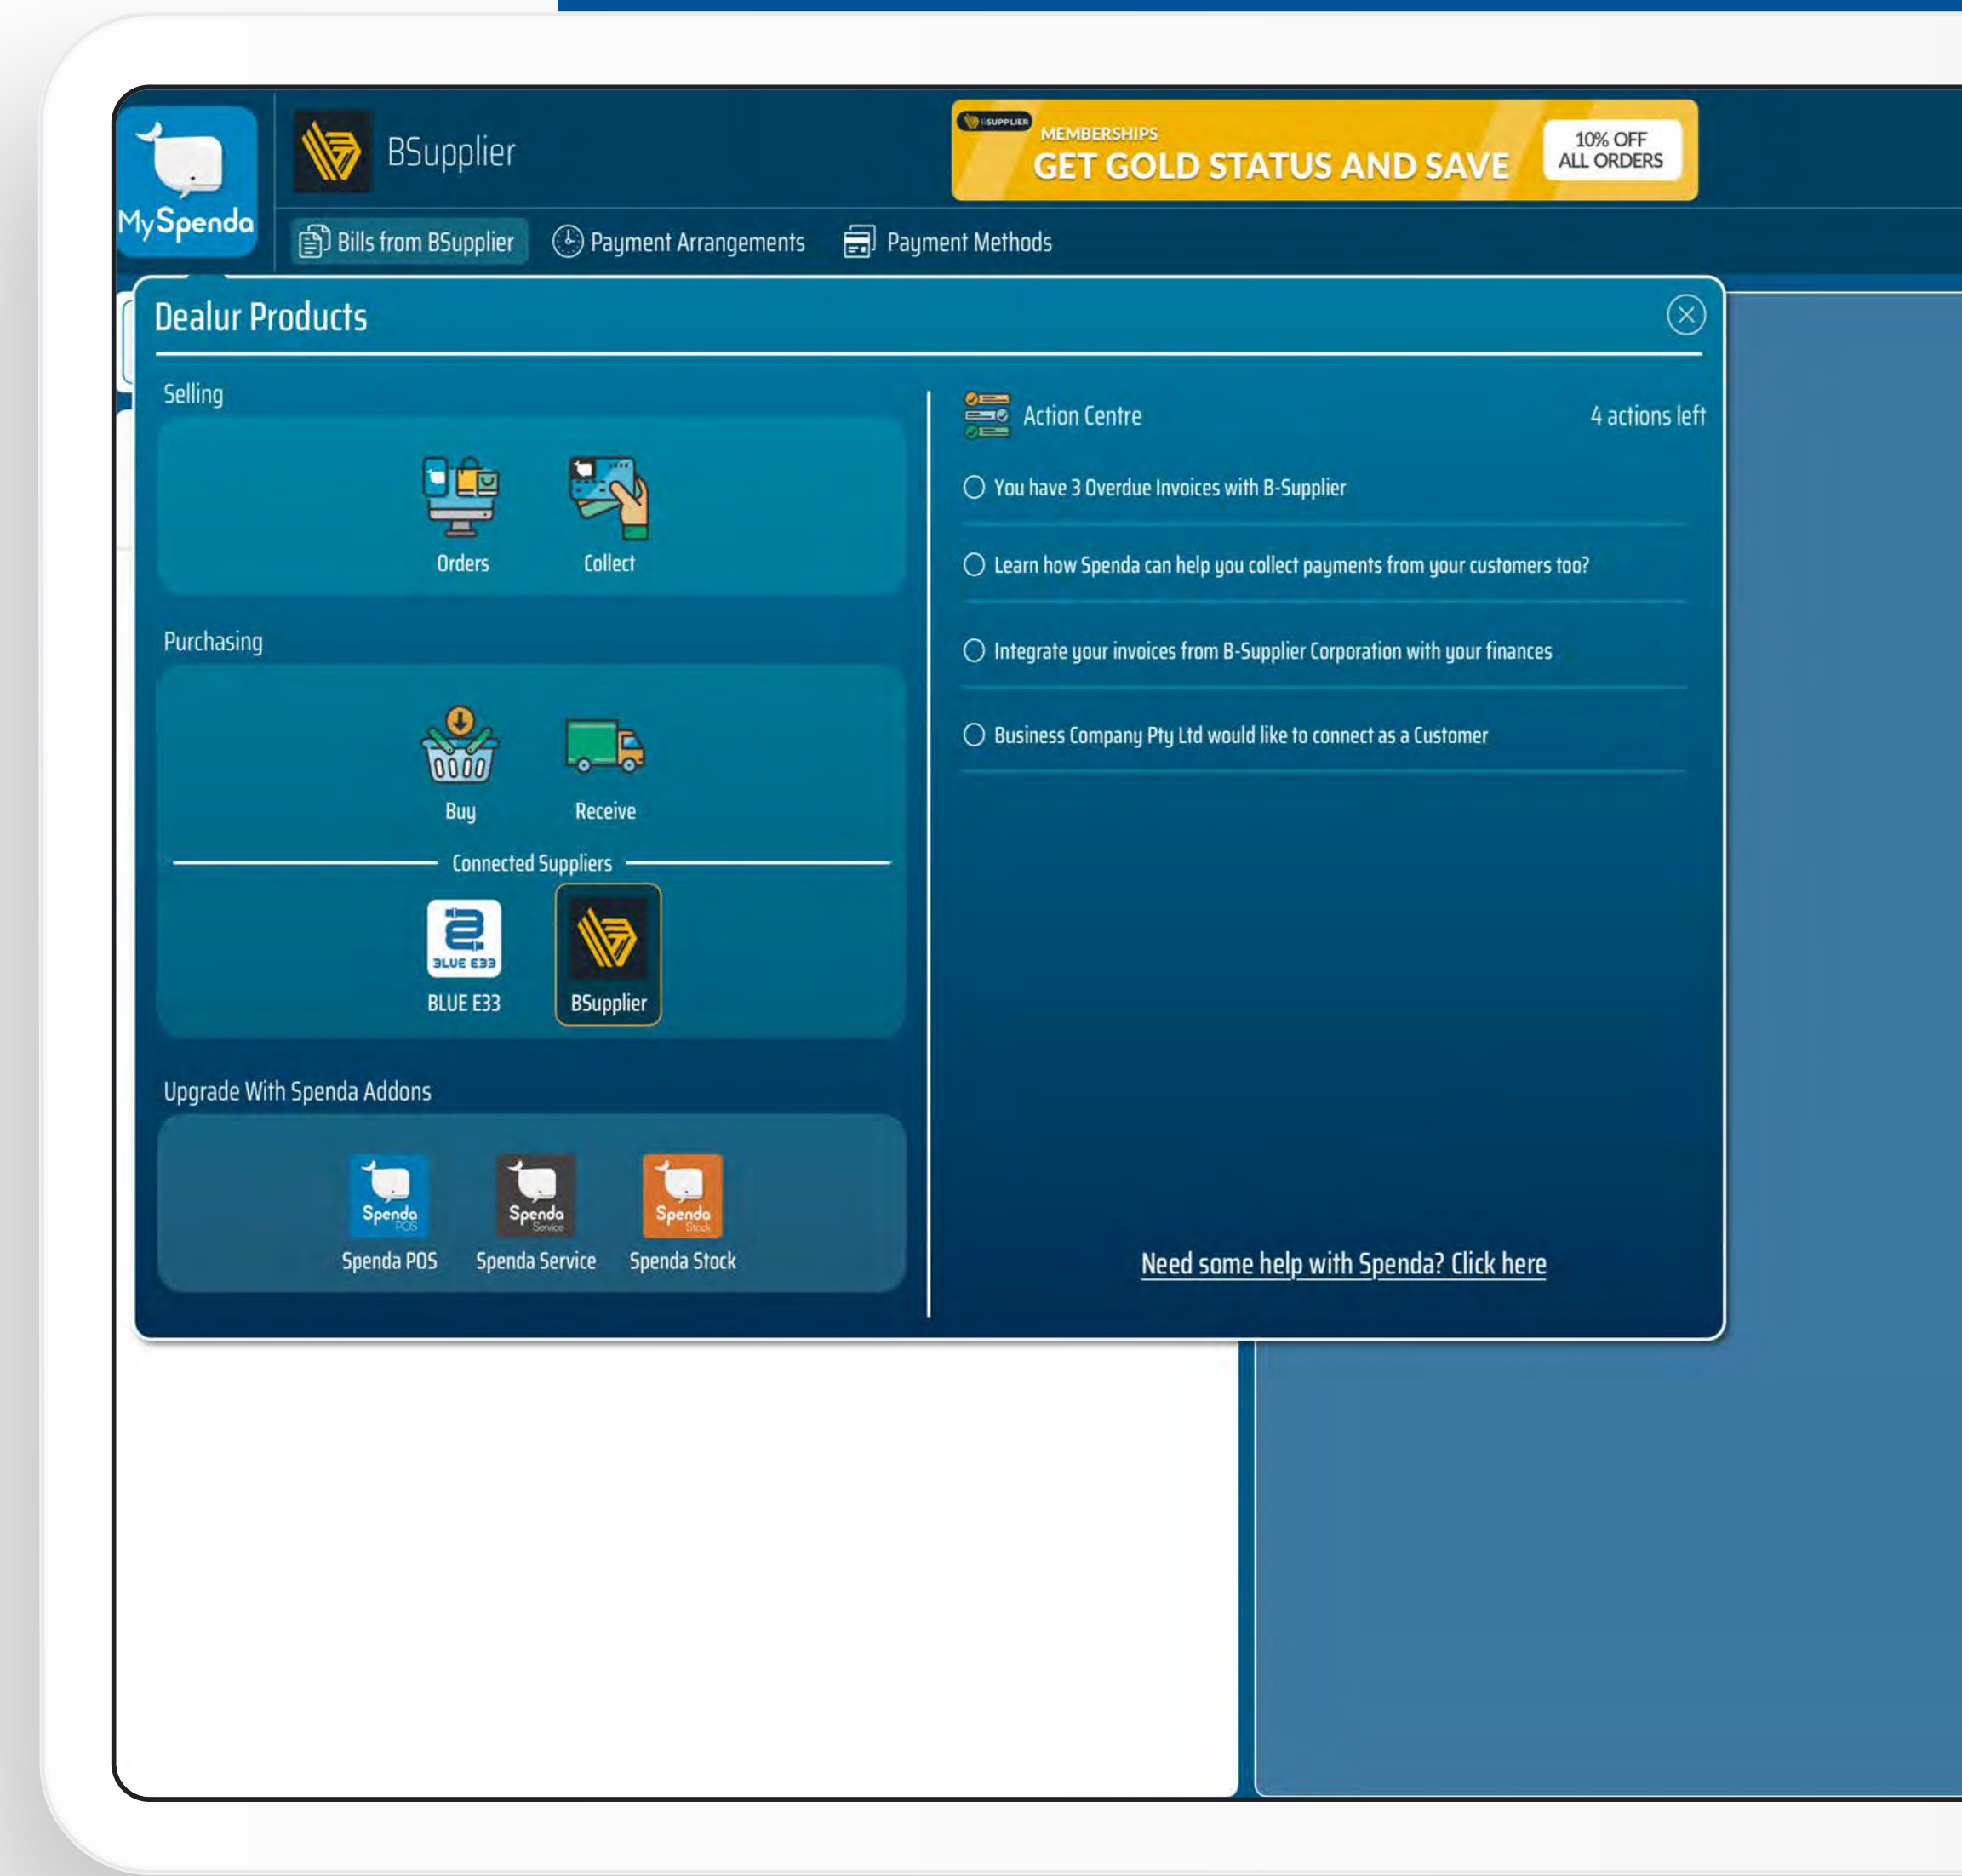 MySpenda
BSupplier
BSUPPLIER
MEMBERSHIPS
GET GOLD STATUS AND SAVE
10% OFF
ALL ORDERS
Bills from BSupplier
Payment Arrangements
Payment Methods
Dealur Products
Selling
Orders
Collect
Purchasing
Buy
Receive
Connected Suppliers
BLUE E33
BLUE E33
BSupplier
Upgrade With Spenda Addons
Spenda
POS
Spenda POS
Spenda
Service
Spenda Service
Spenda
Stock
Spenda Stock
Action Centre
4 actions left
You have 3 Overdue Invoices with B-Supplier
Learn how Spenda can help you collect payments from your customers too?
Integrate your invoices from B-Supplier Corporation with your finances
Business Company Pty Ltd would like to connect as a Customer
Need some help with Spenda? Click here